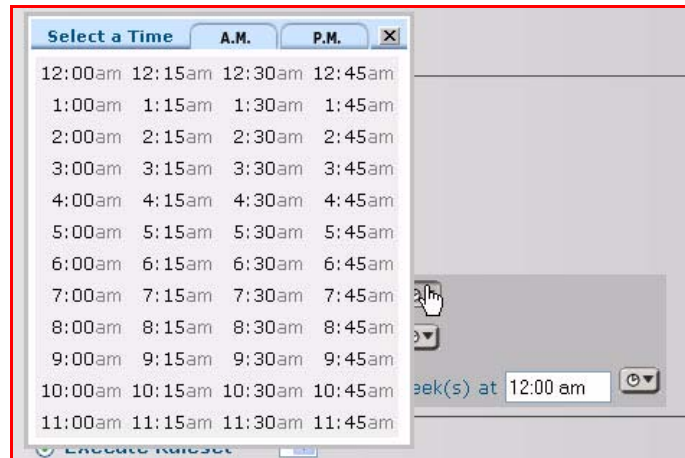 Select a Time A.M. P.M.
12:00am 12:15am 12:30am 12:45am
1:00am 1:15am 1:30am 1:45am
2:00am 2:15am 2:30am 2:45am
3:00am 3:15am 3:30am 3:45am
4:00am 4:15am 4:30am 4:45am
5:00am 5:15am 5:30am 5:45am
6:00am 6:15am 6:30am 6:45am
7:00am 7:15am 7:30am 7:45am
8:00am 8:15am 8:30am 8:45am
9:00am 9:15am 9:30am 9:45am
eek(s) at 12:00 am
10:00am 10:15am 10:30am 10:45am
11:00am 11:15am 11:30am 11:45am
Execute Ruleset